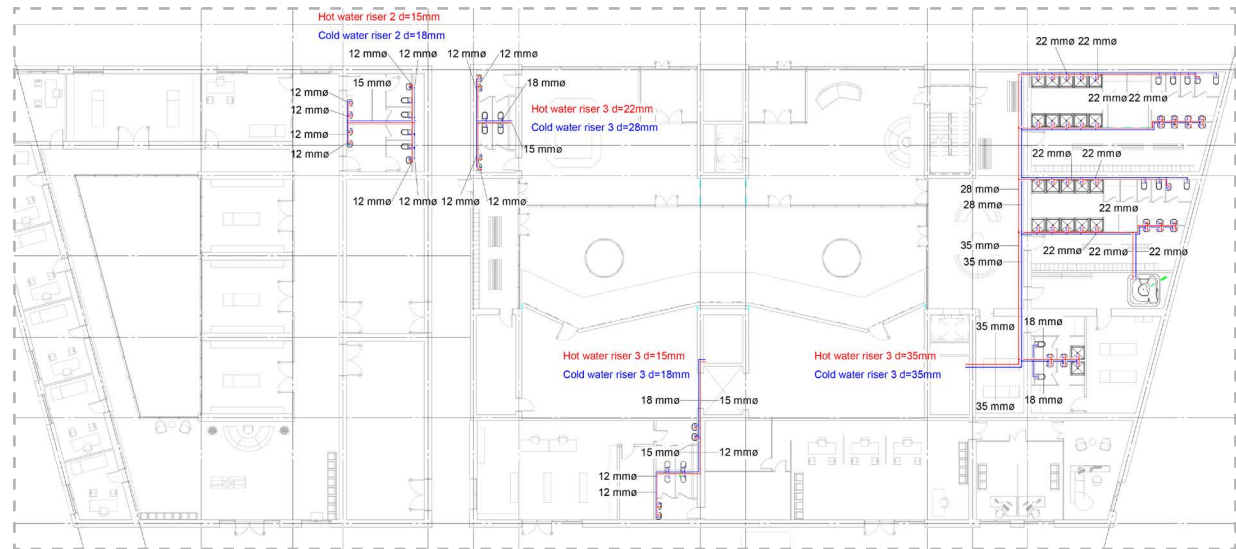 Hot water riser 2 d=15mm
Cold water riser 2 d=18mm
12 mmø 12 mmø 12 mmø 12 mmø
15 mmø 18 mmø
12 mmø
12 mmø
12 mmø
12 mmø
Hot water riser 3 d=22mm
Cold water riser 3 d=28mm
15 mmø
12 mmø 12 mmø 12 mmø 12 mmø
22 mmø 22 mmø
22 mmø 22 mmø
22 mmø 22 mmø
28 mmø
28 mmø
22 mmø
35 mmø
35 mmø
22 mmø 22 mmø 22 mmø
35 mmø 18 mmø
Hot water riser 3 d=15mm
Cold water riser 3 d=18mm
Hot water riser 3 d=35mm
Cold water riser 3 d=35mm
18 mmø 15 mmø
35 mmø 18 mmø
15 mmø 12 mmø
12 mmø
12 mmø